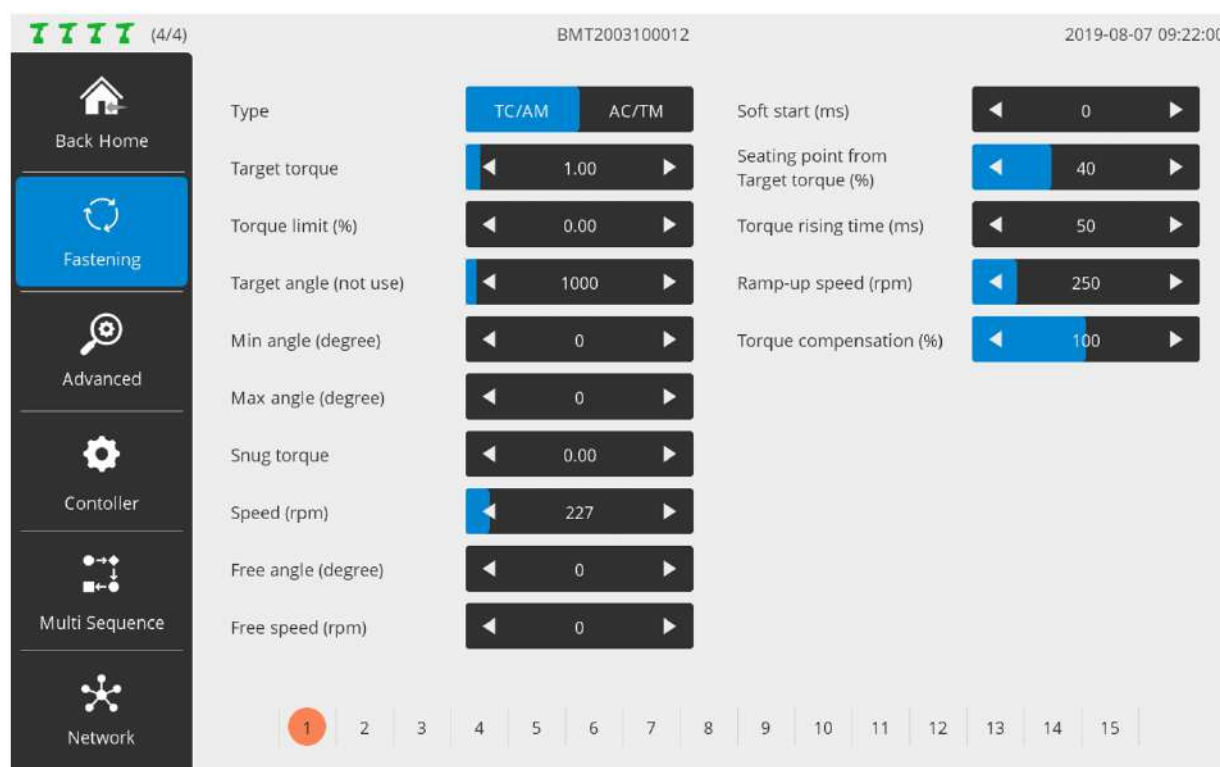 (4/4)
BMT2003100012
2019-08-07 09:22:00
Back Home
Fastening
Advanced
Contoller
Multi Sequence
Network
Type
TC/AM AC/TM
Target torque
1.00
Torque limit (%)
0.00
Target angle (not use)
1000
Min angle (degree)
0
Max angle (degree)
0
Snug torque
0.00
Speed (rpm)
227
Free angle (degree)
0
Free speed (rpm)
0
Soft start (ms)
0
Seating point from
Target torque (%)
40
Torque rising time (ms)
50
Ramp-up speed (rpm)
250
Torque compensation (%)
100
1 2 3 4 5 6 7 8 9 10 11 12 13 14 15